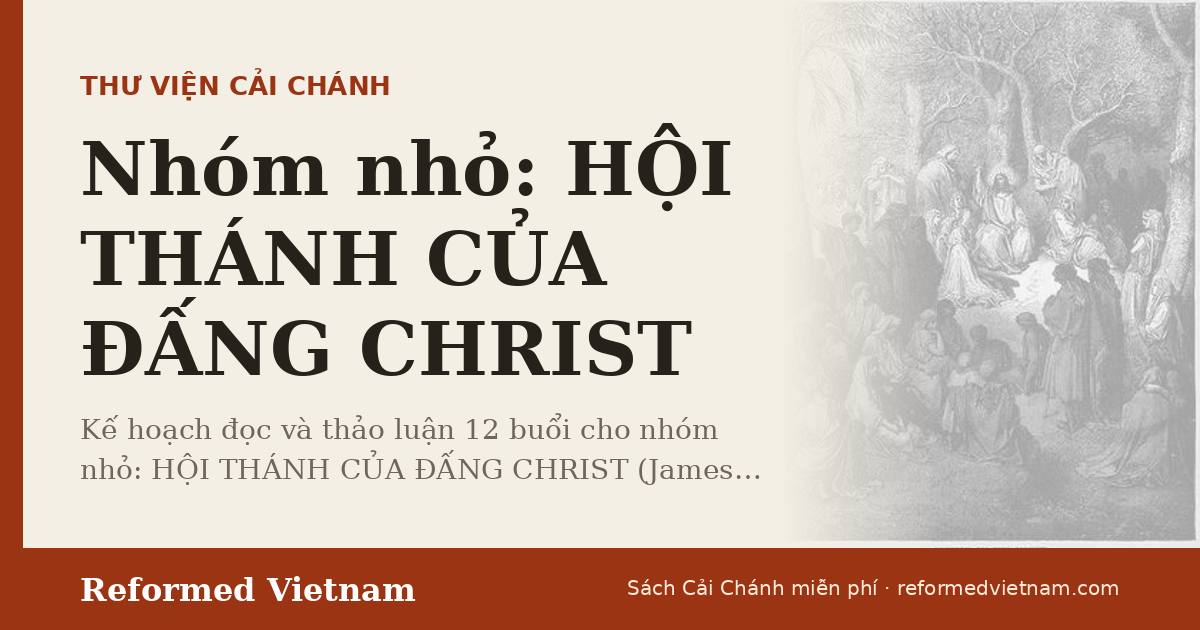 THƯ VIỆN CẢI CHÁNH
Nhóm nhỏ: HỘI
THÁNH CỦA
ĐẤNG CHRIST
Kế hoạch đọc và thảo luận 12 buổi cho nhóm
nhỏ: HỘI THÁNH CỦA ĐẤNG CHRIST (James…
Reformed Vietnam
Sách Cải Chánh miễn phí · reformedvietnam.com